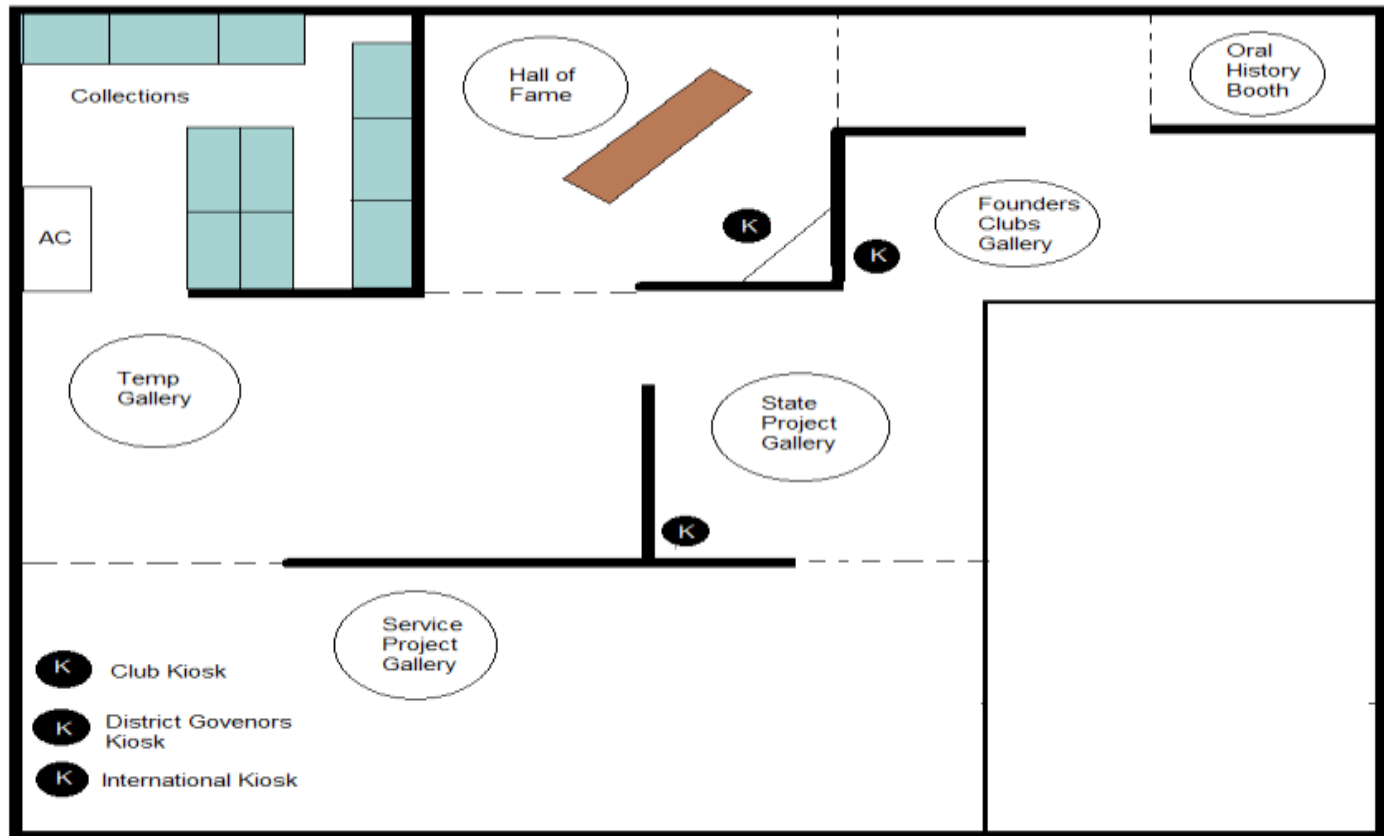 Collections
AC
Hall of
Fame
Oral
History
Booth
Founders
Clubs
Gallery
K
K
Temp
Gallery
State
Project
Gallery
K
Service
Project
Gallery
K Club Kiosk
K District Govenors
Kiosk
K International Kiosk